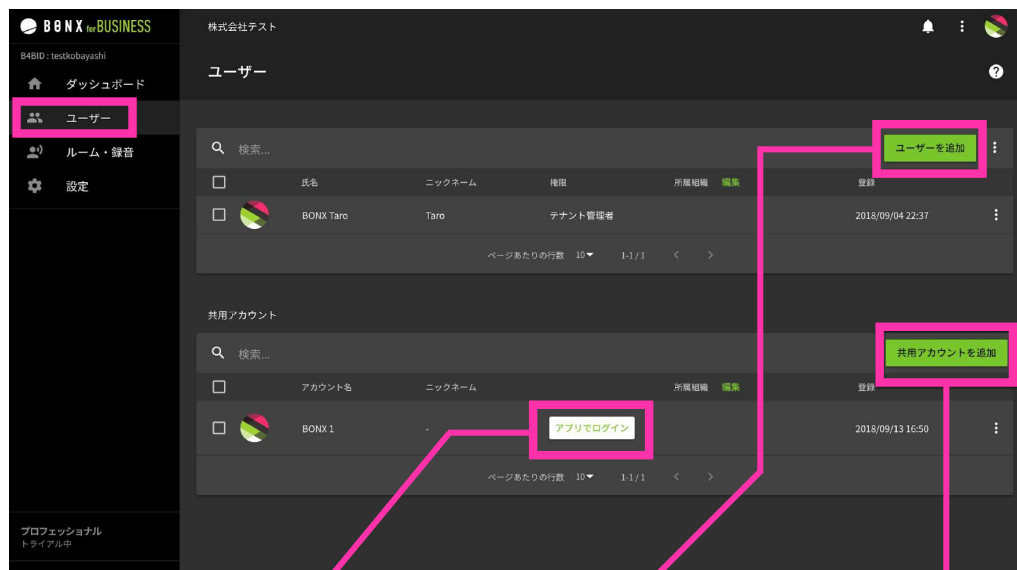 BONX for BUSINESS
株式会社テスト
B4BID : testkobayashi
ダッシュボード
ユーザー
ルーム・録音
設定
プロフェッショナル
トライアル中
ユーザー
検索...
ユーザーを追加
氏名 ニックネーム 権限 所属組織 編集 登録
BONX Taro Taro テナント管理者 2018/09/04 22:37
ページあたりの行数 10 1-1 / 1
共用アカウント
検索...
共用アカウントを追加
アカウント名 ニックネーム 所属組織 編集 登録
BONX 1 - アプリでログイン 2018/09/13 16:50
ページあたりの行数 10 1-1 / 1